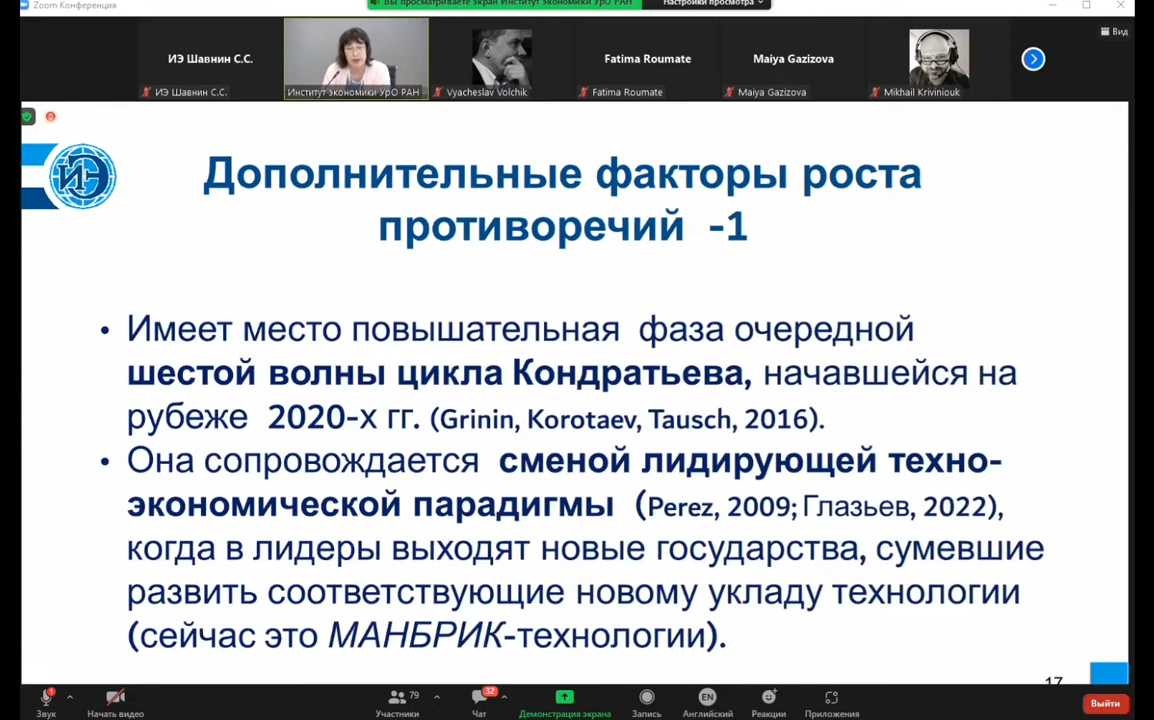 Zoom Конференция
Вы просматриваете экран Институт экономики УрО РАН
Настройки просмотра
Вид
ИЭ Шавнин С.С.
Fatima Roumate
Maiya Gazizova
ИЭ Шавнин С.С.
Институт экономики УрО РАН
Vyacheslav Volchik
Fatima Roumate
Maiya Gazizova
Mikhail Kriviniouk
ИЭ
Дополнительные факторы роста
противоречий -1
• Имеет место повышательная фаза очередной
шестой волны цикла Кондратьева, начавшейся на
рубеже 2020-х гг. (Grinin, Korotaev, Tausch, 2016).
• Она сопровождается сменой лидирующей техно-
экономической парадигмы (Perez, 2009; Глазьев, 2022),
когда в лидеры выходят новые государства, сумевшие
развить соответствующие новому укладу технологии
(сейчас это МАНБРИК-технологии).
17
79
32
EN
Звук
Начать видео
Участники
Чат
Демонстрация экрана
Запись
Английский
Реакции
Приложения
Выйти